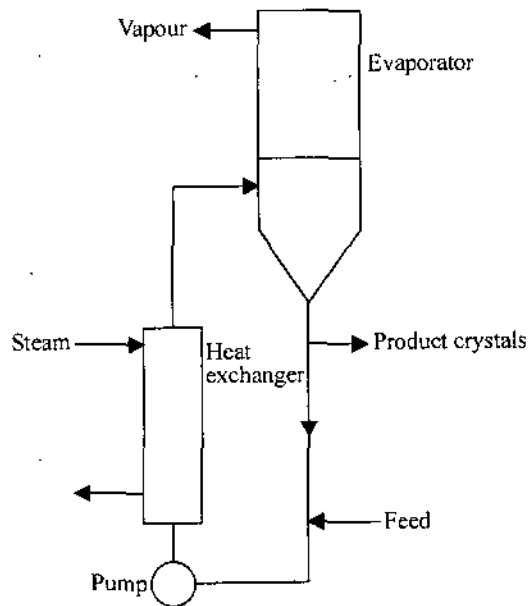 Vapour
Evaporator
Steam
Heat
exchanger
Product crystals
Feed
Pump